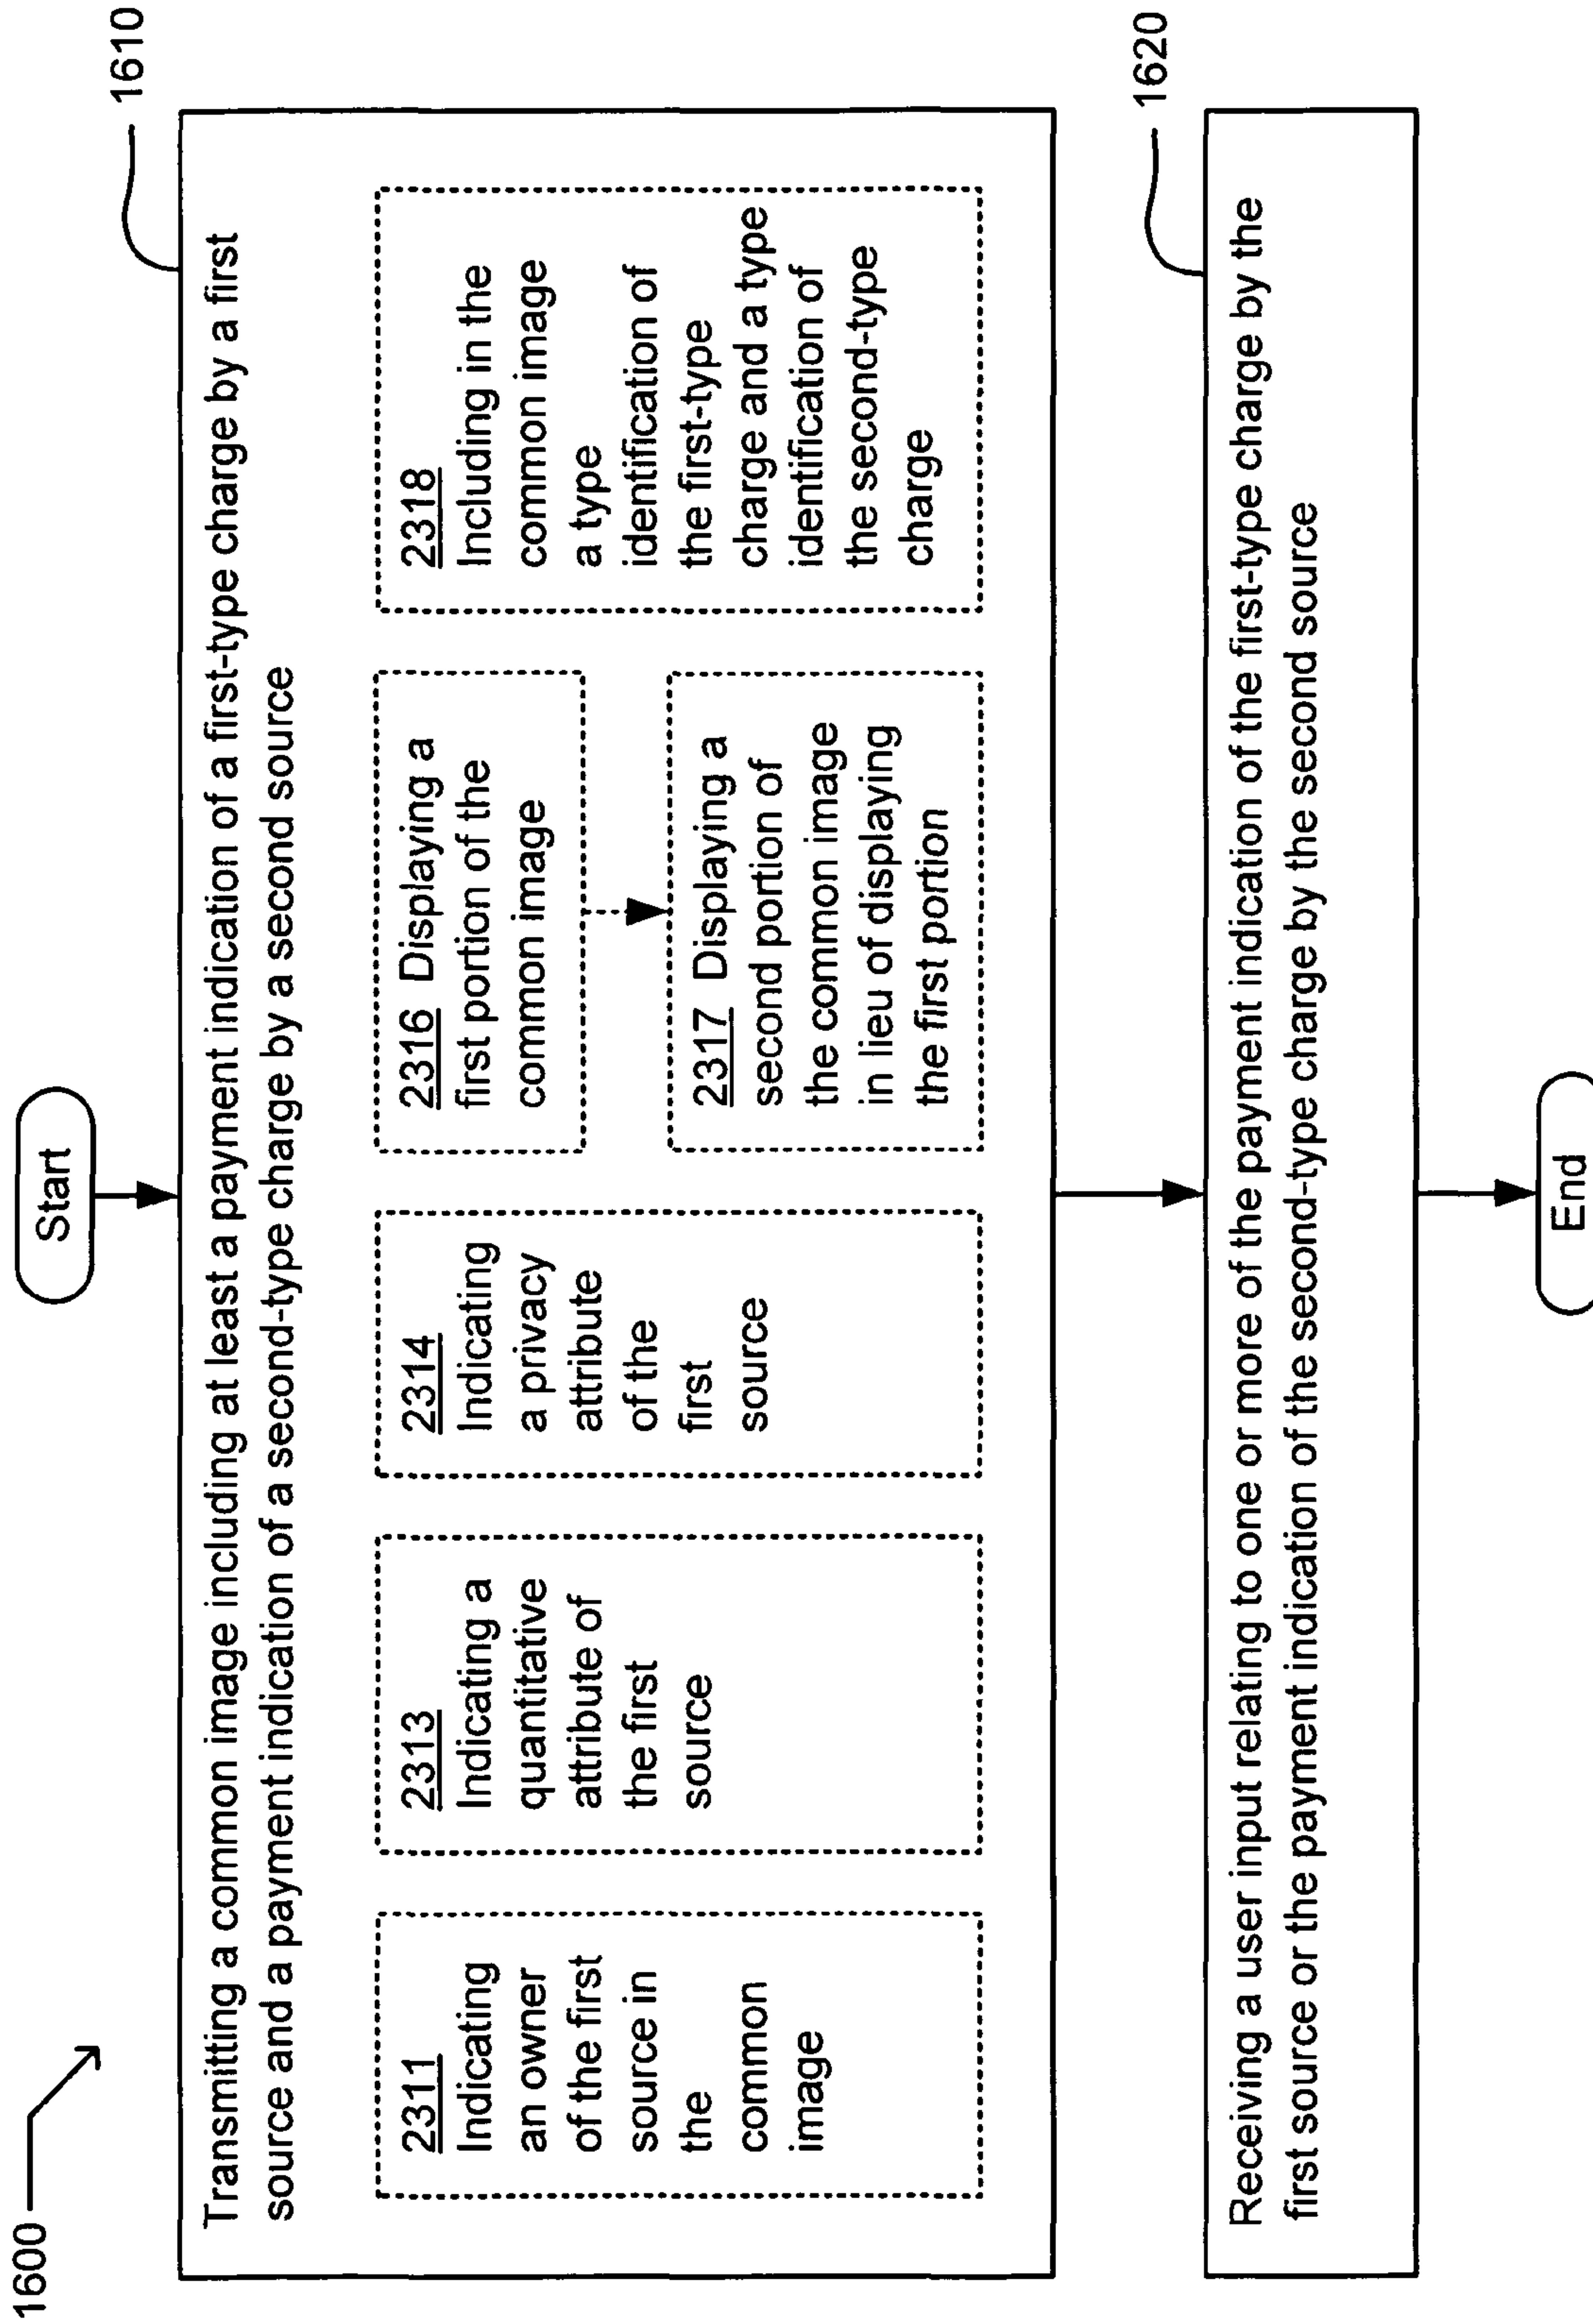 1600
Start
1610
Transmitting a common image including at least a payment indication of a first-type charge by a first
source and a payment indication of a second-type charge by a second source
2311
Indicating
an owner
of the first
source in
the
common
image
2313
Indicating a
quantitative
attribute of
the first
source
2314
Indicating
a privacy
attribute
of the
first
source
2316 Displaying a
first portion of the
common image
2317 Displaying a
second portion of
the common image
in lieu of displaying
the first portion
2318
Including in the
common image
a type
identification of
the first-type
charge and a type
identification of
the second-type
charge
1620
Receiving a user input relating to one or more of the payment indication of the first-type charge by the
first source or the payment indication of the second-type charge by the second source
End